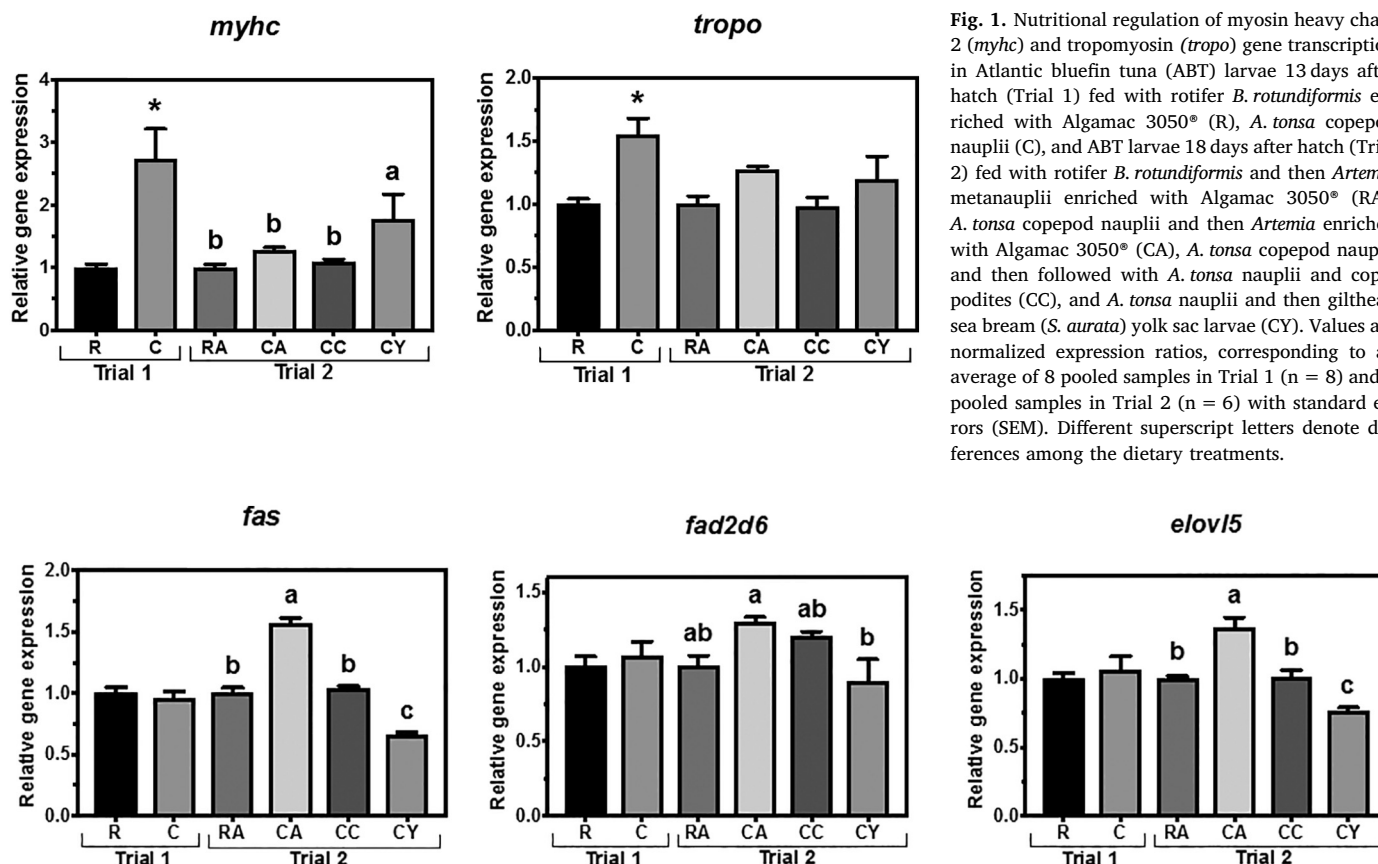 myhc
Relative gene expression
4
3
2
1
0
*
b
b
b
a
R
C
RA
CA
CC
CY
Trial 1
Trial 2
tropo
Relative gene expression
2.0
1.5
1.0
0.5
0.0
*
R
C
RA
CA
CC
CY
Trial 1
Trial 2
Fig. 1. Nutritional regulation of myosin heavy cha
2 (myhc) and tropomyosin (tropo) gene transcriptio
in Atlantic bluefin tuna (ABT) larvae 13 days aft
hatch (Trial 1) fed with rotifer B. rotundiformis e
riched with Algamac 3050® (R), A. tonsa copepo
nauplii (C), and ABT larvae 18 days after hatch (Tri
2) fed with rotifer B. rotundiformis and then Artem
metanauplii enriched with Algamac 3050® (RA
A. tonsa copepod nauplii and then Artemia enriche
with Algamac 3050® (CA), A. tonsa copepod naupl
and then followed with A. tonsa nauplii and cop
podites (CC), and A. tonsa nauplii and then gilthea
sea bream (S. aurata) yolk sac larvae (CY). Values a
normalized expression ratios, corresponding to a
average of 8 pooled samples in Trial 1 (n = 8) and
pooled samples in Trial 2 (n = 6) with standard e
rors (SEM). Different superscript letters denote d
ferences among the dietary treatments.
fas
Relative gene expression
2.0
1.5
1.0
0.5
0.0
b
a
b
c
R
C
RA
CA
CC
CY
Trial 1
Trial 2
fad2d6
Relative gene expression
1.5
1.0
0.5
0.0
ab
a
ab
b
R
C
RA
CA
CC
CY
Trial 1
Trial 2
elovl5
Relative gene expression
1.5
1.0
0.5
0.0
b
a
b
c
R
C
RA
CA
CC
CY
Trial 1
Trial 2